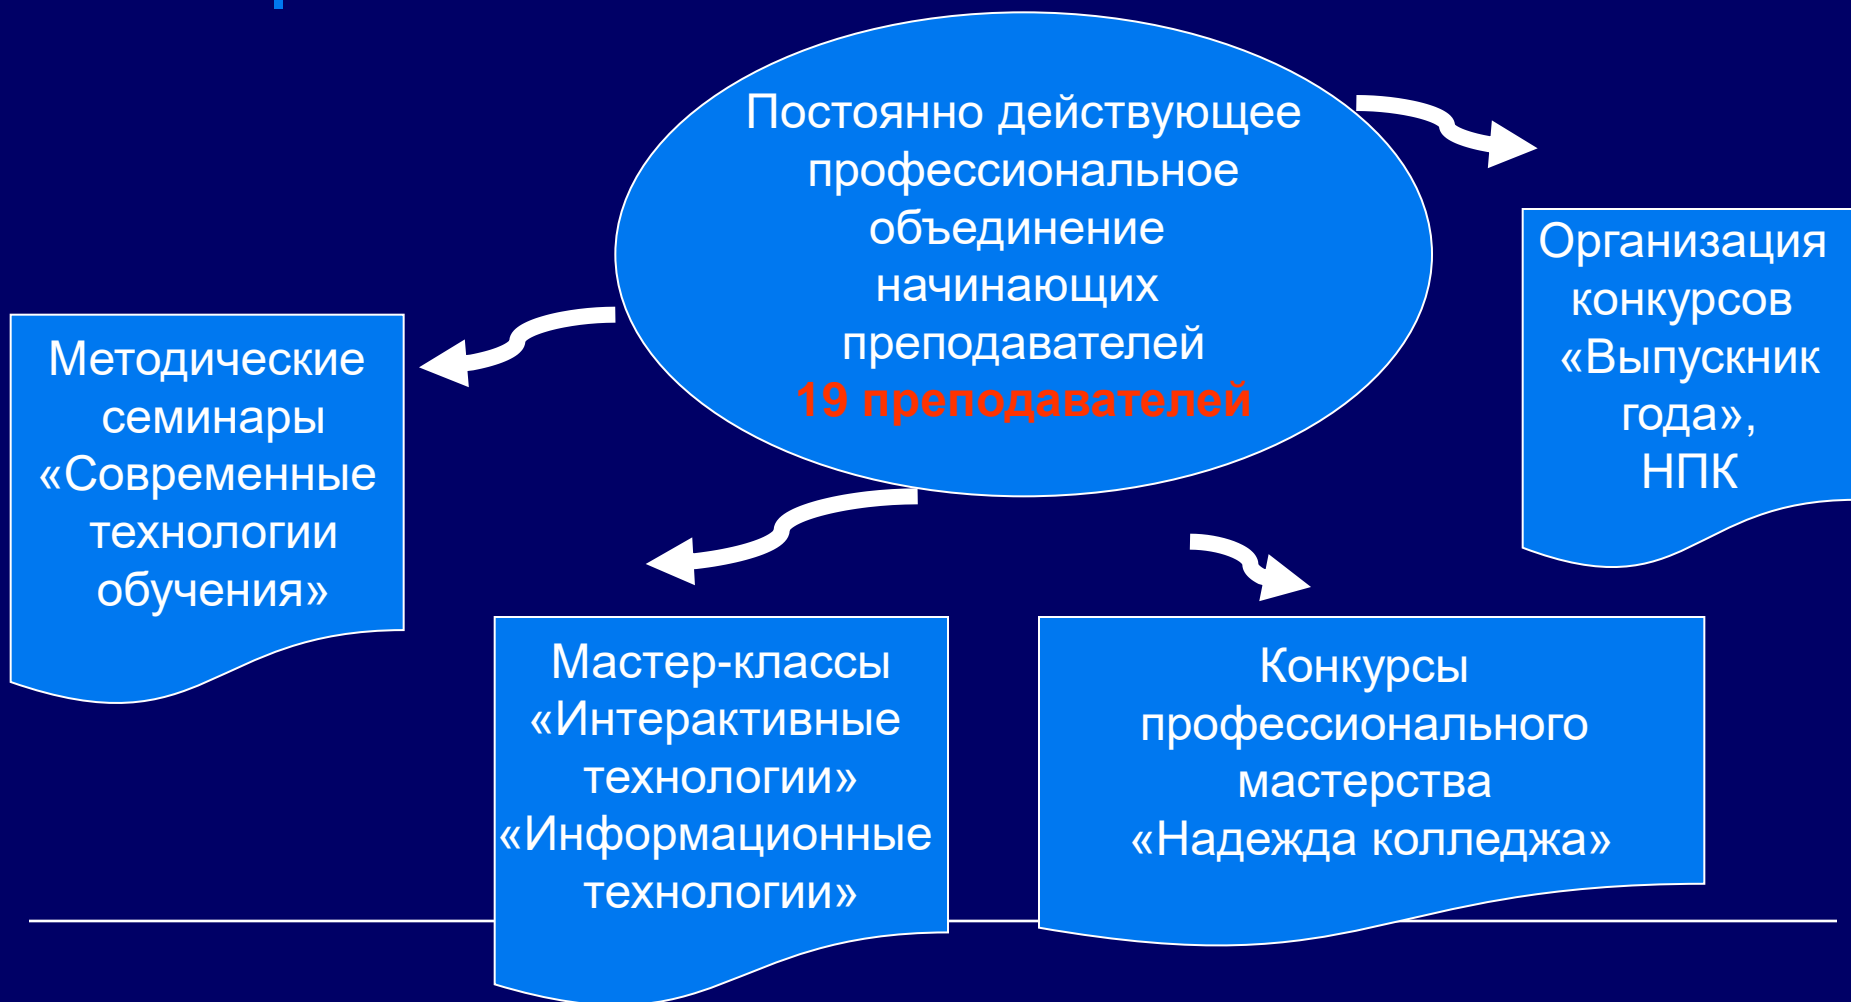 Постоянно действующее
профессиональное
объединение
начинающих
преподавателей
19 преподавателей
Организация
конкурсов
«Выпускник
года»,
НПК
Методические
семинары
«Современные
технологии
обучения»
Мастер-классы
«Интерактивные
технологии»
«Информационные
технологии»
Конкурсы
профессионального
мастерства
«Надежда колледжа»